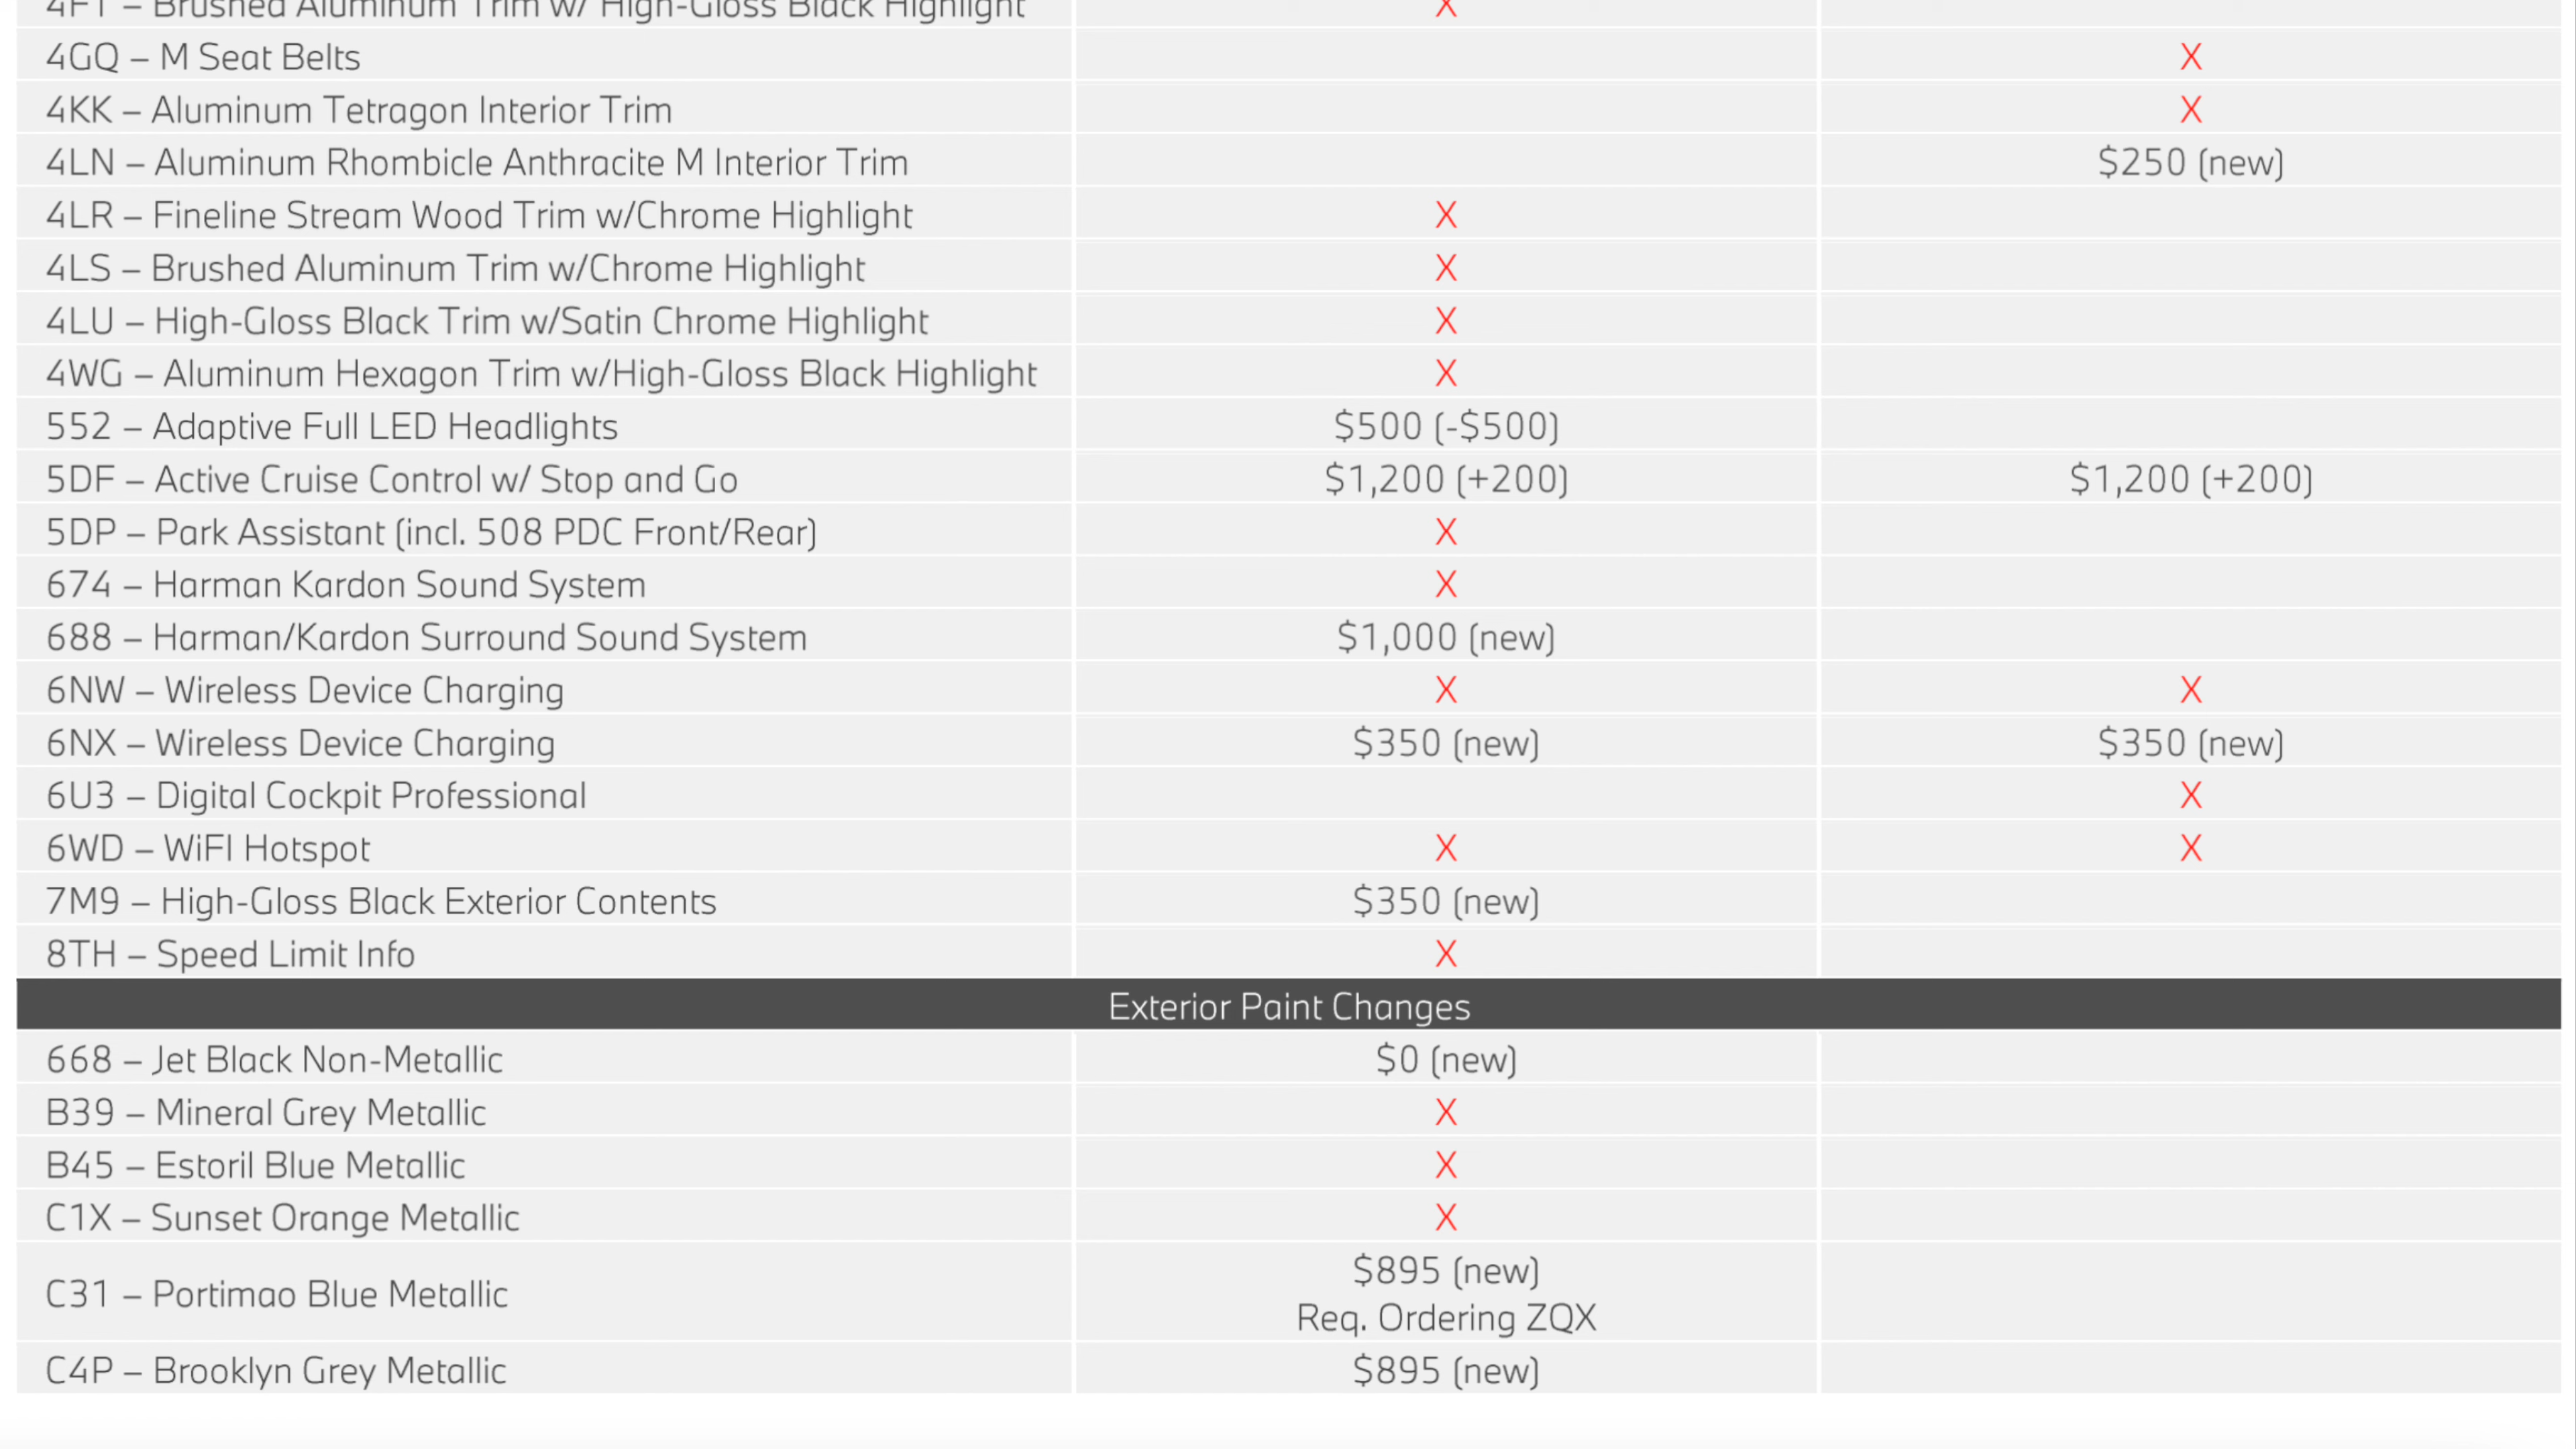 4FT – Brushed Aluminum Trim w/ High-Gloss Black Highlight X
4GQ – M Seat Belts X
4KK – Aluminum Tetragon Interior Trim X
4LN – Aluminum Rhombicle Anthracite M Interior Trim $250 (new)
4LR – Fineline Stream Wood Trim w/Chrome Highlight X
4LS – Brushed Aluminum Trim w/Chrome Highlight X
4LU – High-Gloss Black Trim w/Satin Chrome Highlight X
4WG – Aluminum Hexagon Trim w/High-Gloss Black Highlight X
552 – Adaptive Full LED Headlights $500 (-$500)
5DF – Active Cruise Control w/ Stop and Go $1,200 (+200) $1,200 (+200)
5DP – Park Assistant (incl. 508 PDC Front/Rear) X
674 – Harman Kardon Sound System X
688 – Harman/Kardon Surround Sound System $1,000 (new)
6NW – Wireless Device Charging X X
6NX – Wireless Device Charging $350 (new) $350 (new)
6U3 – Digital Cockpit Professional X
6WD – WiFI Hotspot X X
7M9 – High-Gloss Black Exterior Contents $350 (new)
8TH – Speed Limit Info X
Exterior Paint Changes
668 – Jet Black Non-Metallic $0 (new)
B39 – Mineral Grey Metallic X
B45 – Estoril Blue Metallic X
C1X – Sunset Orange Metallic X
C31 – Portimao Blue Metallic $895 (new)
Req. Ordering ZQX
C4P – Brooklyn Grey Metallic $895 (new)